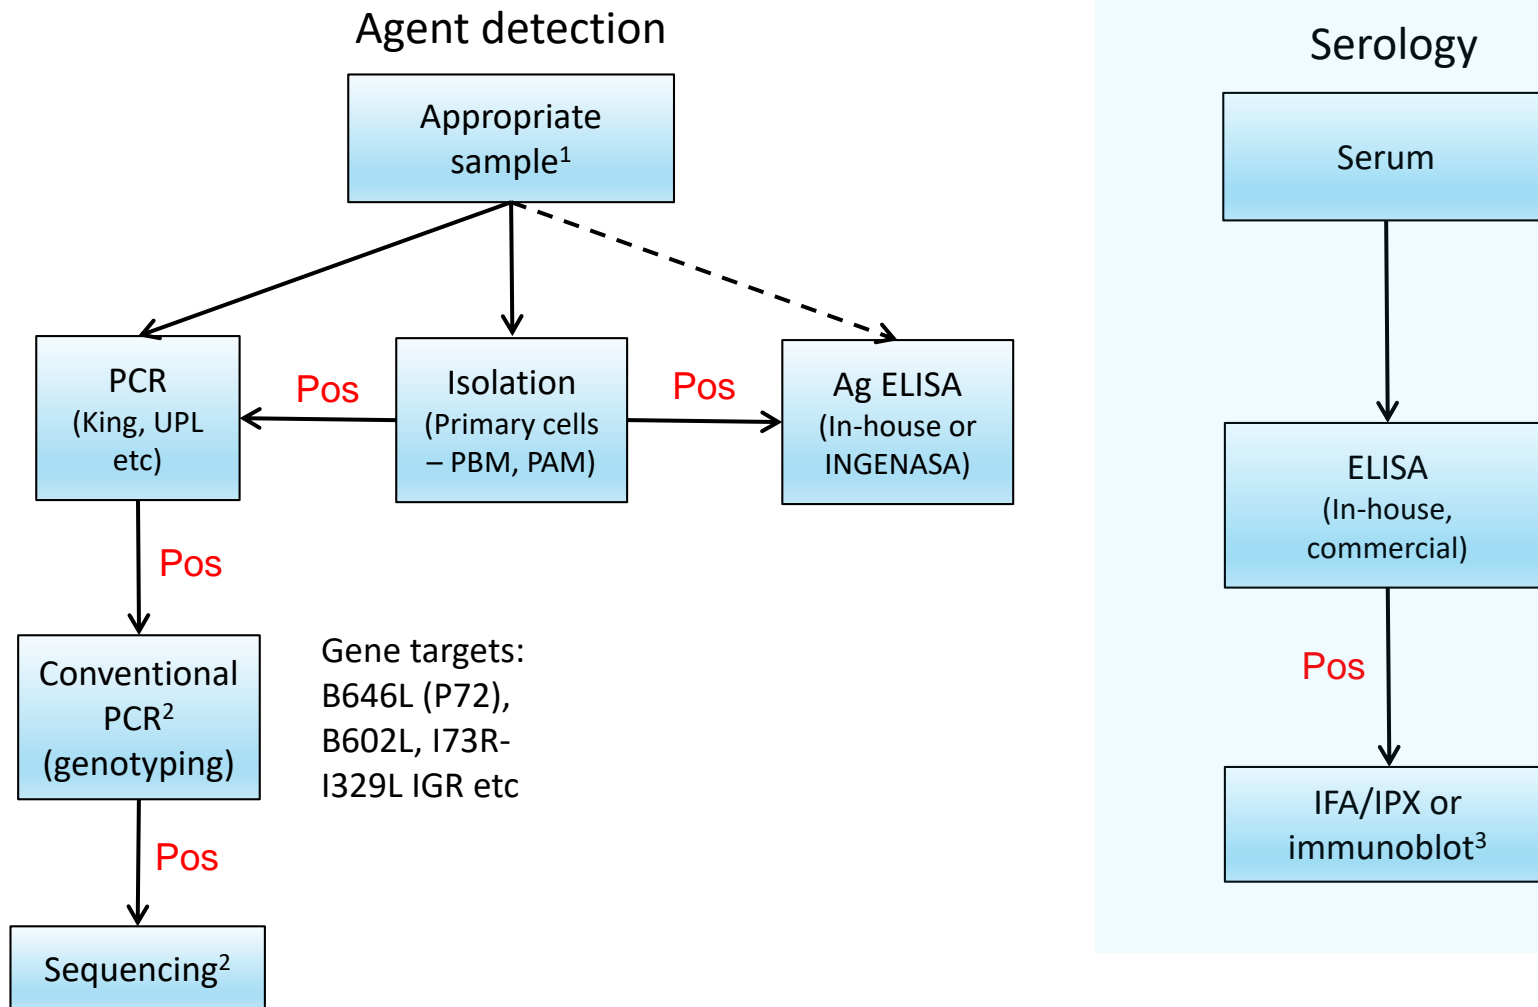 Agent detection
Appropriate
sample¹
PCR
(King, UPL
etc)
Pos
Isolation
(Primary cells
– PBM, PAM)
Pos
Ag ELISA
(In-house or
INGENASA)
Pos
Conventional
PCR²
(genotyping)
Gene targets:
B646L (P72),
B602L, I73R-
I329L IGR etc
Pos
Sequencing²
Serology
Serum
ELISA
(In-house,
commercial)
Pos
IFA/IPX or
immunoblot³